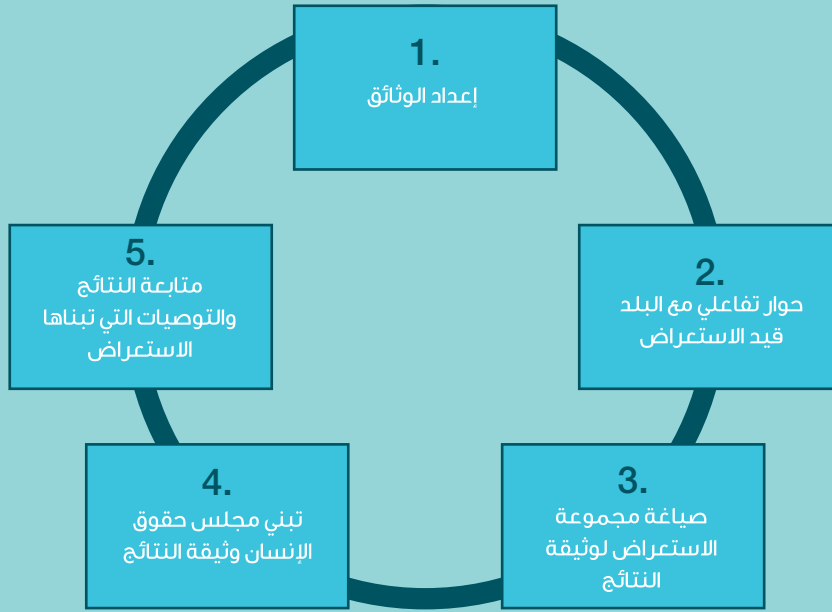 1.
إعداد الوثائق
2.
حوار تفاعلي مع البلد
قيد الاستعراض
3.
صياغة مجموعة
الاستعراض لوثيقة
النتائج
4.
تبني مجلس حقوق
الإنسان وثيقة النتائج
5.
متابعة النتائج
والتوصيات التي تبناها
الاستعراض